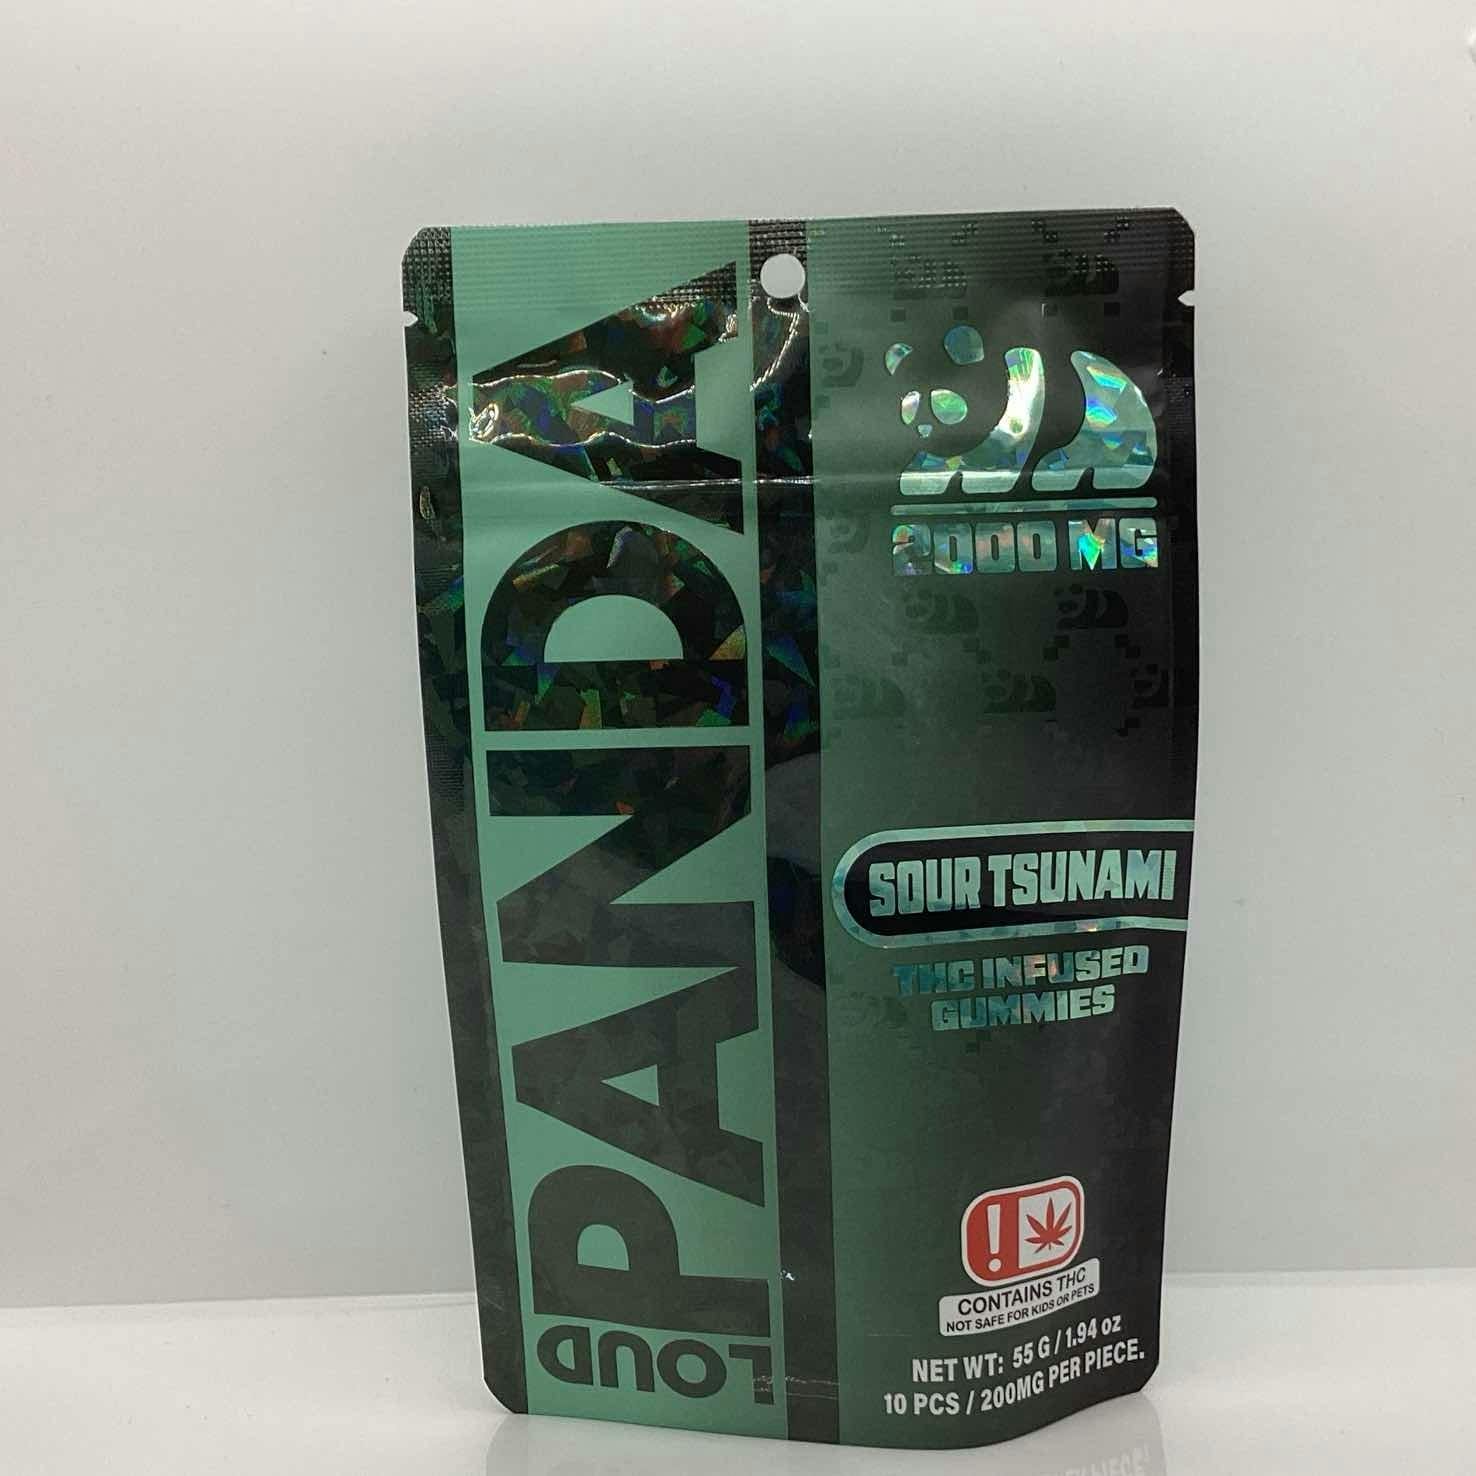 LOUD
PANDA
2000 MG
SOUR TSUNAMI
THC INFUSED
GUMMIES
!
CONTAINS THC
NOT SAFE FOR KIDS OR PETS
NET WT: 55 G / 1.94 oz
10 PCS / 200MG PER PIECE.